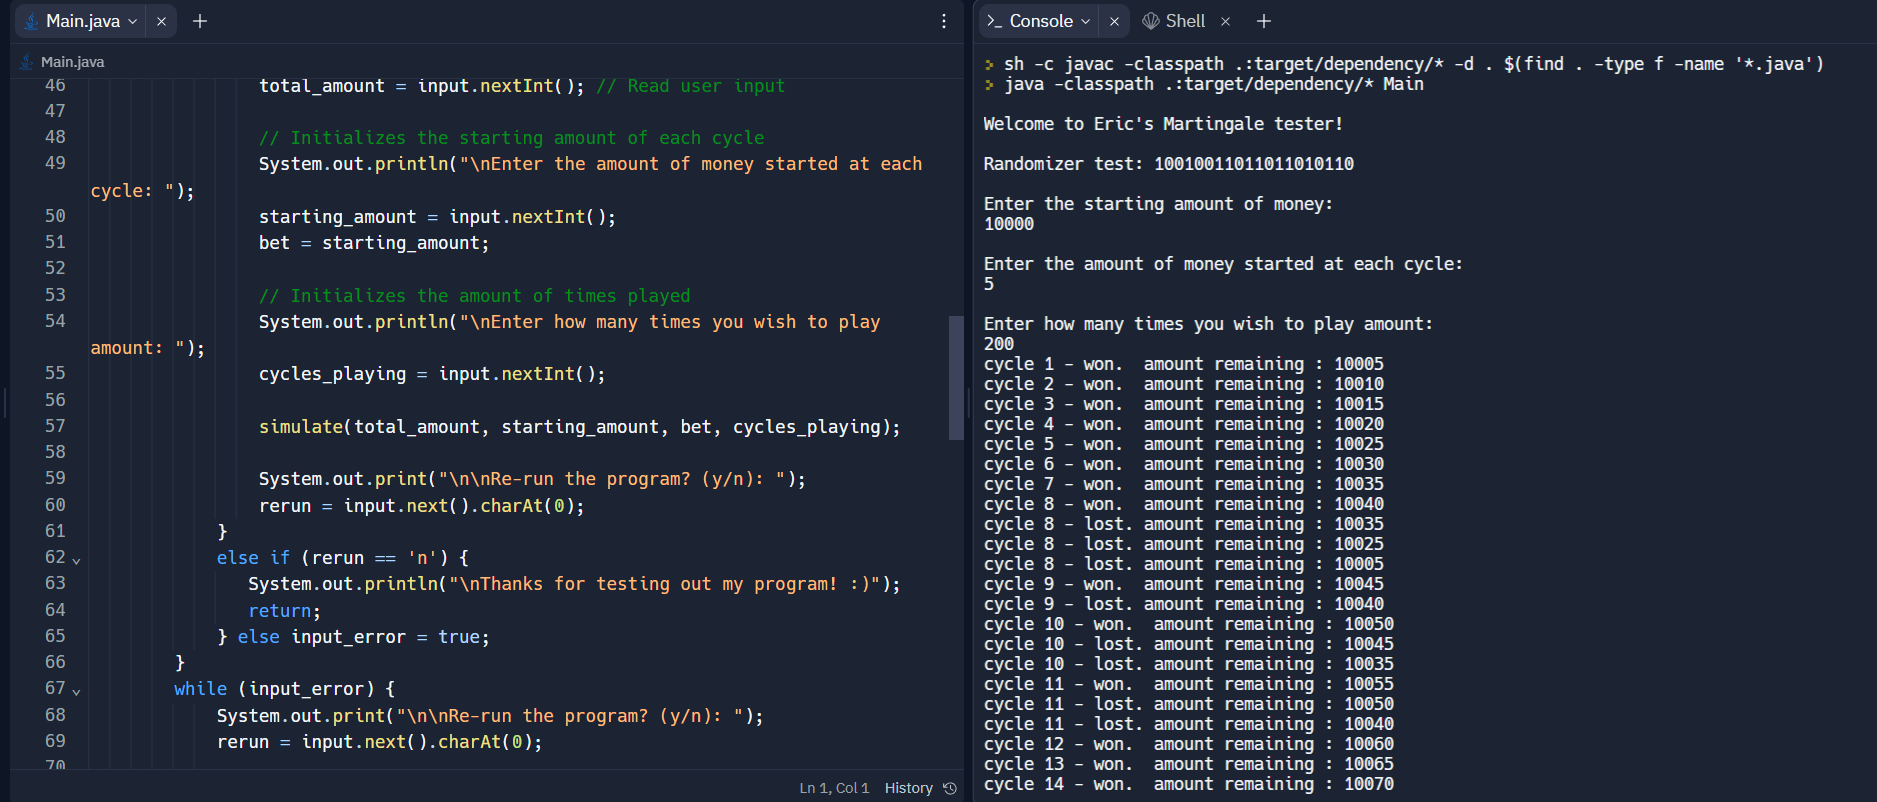 Main.java
Main.java
46 total_amount = input.nextInt(); // Read user input
47
48 // Initializes the starting amount of each cycle
49 System.out.println("\nEnter the amount of money started at each
cycle: ");
50 starting_amount = input.nextInt();
51 bet = starting_amount;
52
53 // Initializes the amount of times played
54 System.out.println("\nEnter how many times you wish to play
amount: ");
55 cycles_playing = input.nextInt();
56
57 simulate(total_amount, starting_amount, bet, cycles_playing);
58
59 System.out.print("\n\nRe-run the program? (y/n): ");
60 rerun = input.next().charAt(0);
61 }
62 else if (rerun == 'n') {
63 System.out.println("\nThanks for testing out my program! :)");
64 return;
65 } else input_error = true;
66 }
67 while (input_error) {
68 System.out.print("\n\nRe-run the program? (y/n): ");
69 rerun = input.next().charAt(0);
70
Ln 1, Col 1 History
>_ Console
Shell
> sh -c javac -classpath .:target/dependency/* -d . $(find . -type f -name '*.java')
> java -classpath .:target/dependency/* Main
Welcome to Eric's Martingale tester!
Randomizer test: 10010011011011010110
Enter the starting amount of money:
10000
Enter the amount of money started at each cycle:
5
Enter how many times you wish to play amount:
200
cycle 1 - won.  amount remaining : 10005
cycle 2 - won.  amount remaining : 10010
cycle 3 - won.  amount remaining : 10015
cycle 4 - won.  amount remaining : 10020
cycle 5 - won.  amount remaining : 10025
cycle 6 - won.  amount remaining : 10030
cycle 7 - won.  amount remaining : 10035
cycle 8 - won.  amount remaining : 10040
cycle 8 - lost. amount remaining : 10035
cycle 8 - lost. amount remaining : 10025
cycle 8 - lost. amount remaining : 10005
cycle 9 - won.  amount remaining : 10045
cycle 9 - lost. amount remaining : 10040
cycle 10 - won.  amount remaining : 10050
cycle 10 - lost. amount remaining : 10045
cycle 10 - lost. amount remaining : 10035
cycle 11 - won.  amount remaining : 10055
cycle 11 - lost. amount remaining : 10050
cycle 11 - lost. amount remaining : 10040
cycle 12 - won.  amount remaining : 10060
cycle 13 - won.  amount remaining : 10065
cycle 14 - won.  amount remaining : 10070